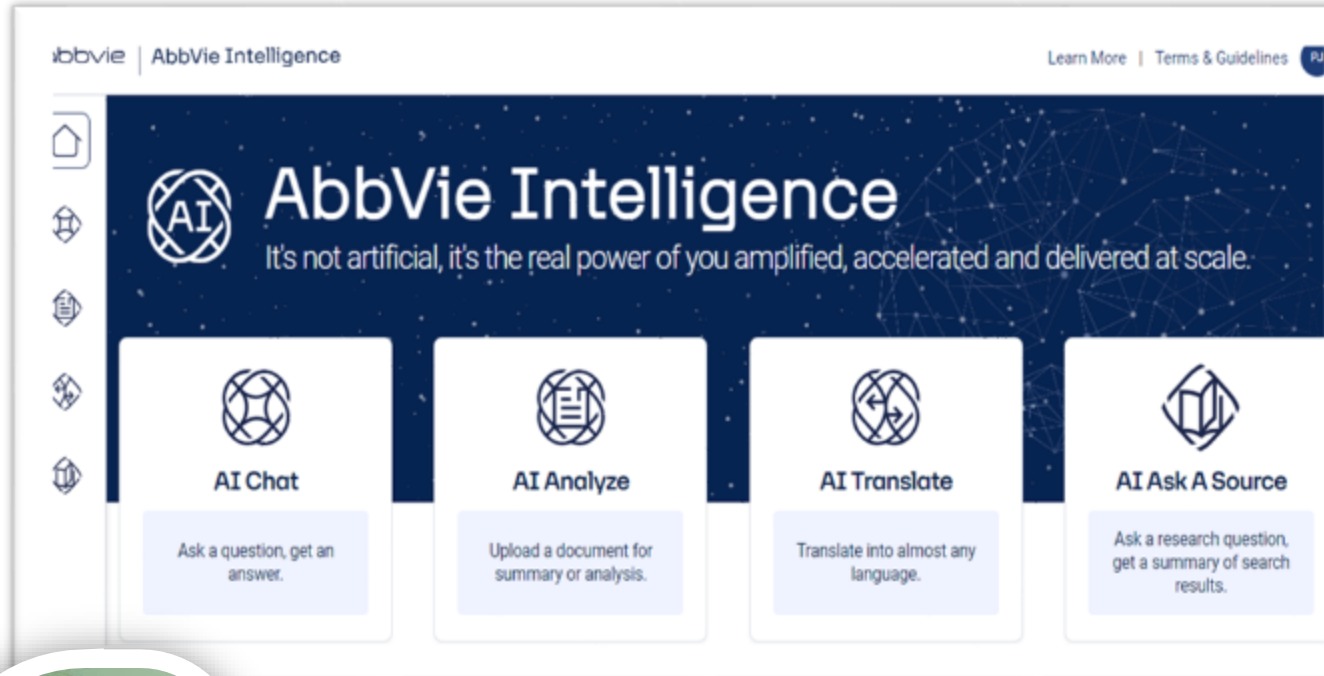 abbvie | AbbVie Intelligence
Learn More | Terms & Guidelines PJ
AI
AbbVie Intelligence
It's not artificial, it's the real power of you amplified, accelerated and delivered at scale.
AI Chat
Ask a question, get an
answer.
AI Analyze
Upload a document for
summary or analysis.
AI Translate
Translate into almost any
language.
AI Ask A Source
Ask a research question,
get a summary of search
results.